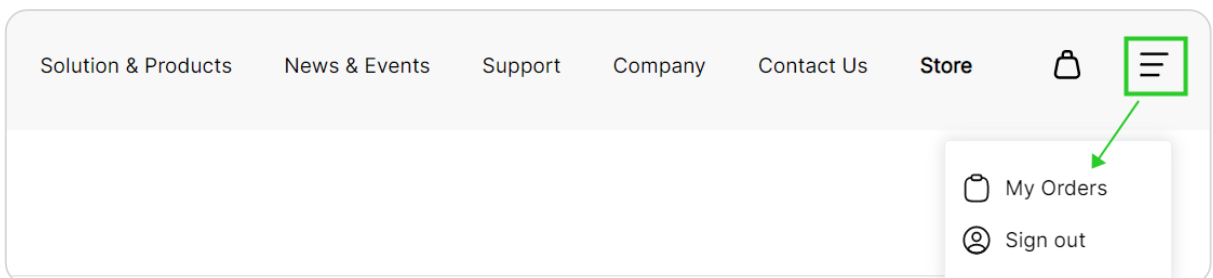 Solution & Products News & Events Support Company Contact Us Store
My Orders
Sign out